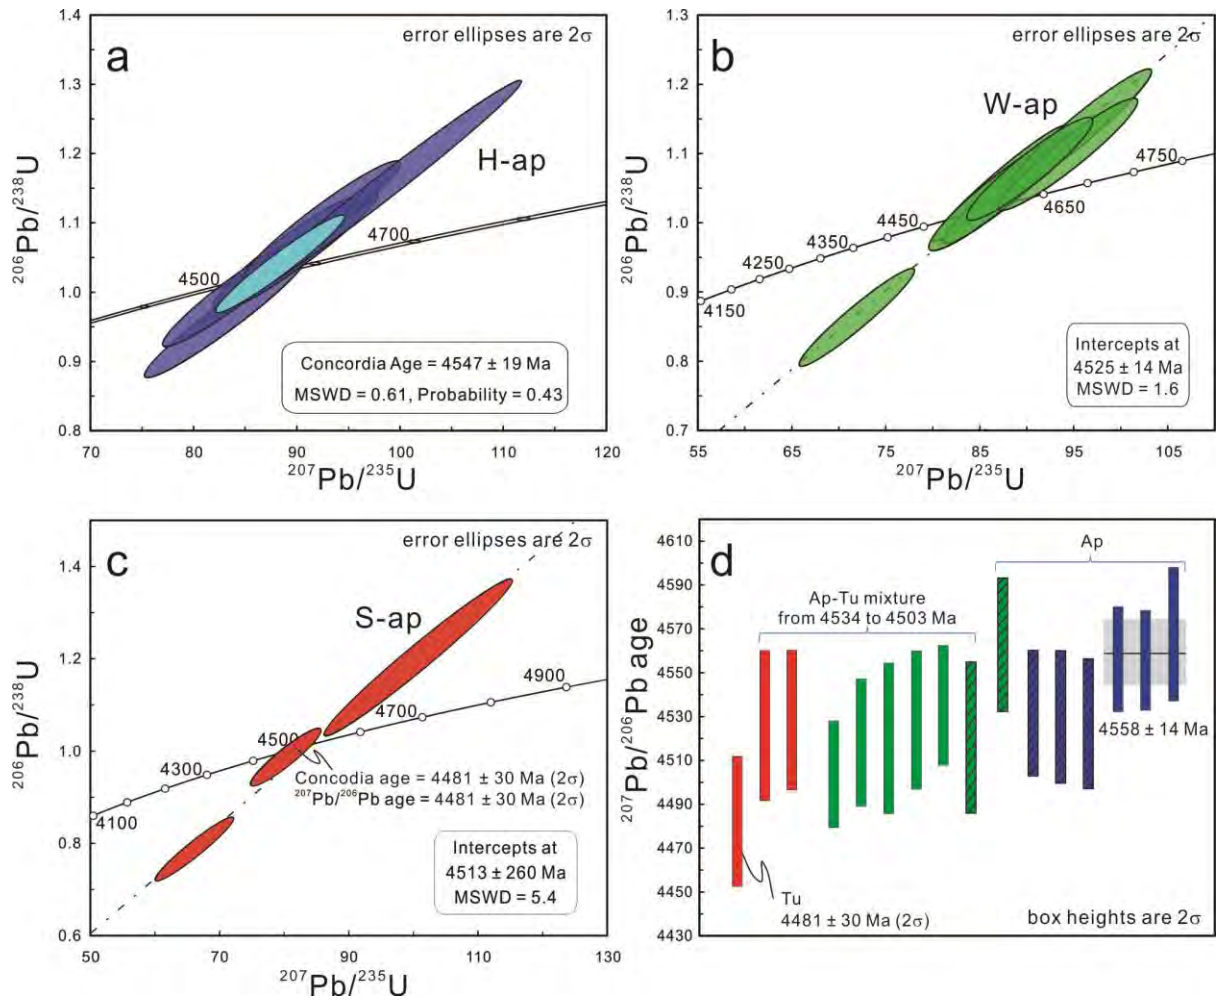 a
error ellipses are 2σ
H-ap
1.4
1.3
1.2
1.1
1.0
0.9
0.8
²⁰⁶Pb/²³⁸U
4500
4700
Concordia Age = 4547 ± 19 Ma
MSWD = 0.61, Probability = 0.43
70 80 90 100 110 120
²⁰⁷Pb/²³⁵U
b
error ellipses are 2σ
W-ap
1.3
1.2
1.1
1.0
0.9
0.8
0.7
²⁰⁶Pb/²³⁸U
4150
4250
4350
4450
4650
4750
Intercepts at
4525 ± 14 Ma
MSWD = 1.6
55 65 75 85 95 105
²⁰⁷Pb/²³⁵U
c
error ellipses are 2σ
S-ap
1.4
1.2
1.0
0.8
0.6
²⁰⁶Pb/²³⁸U
4100
4300
4500
4700
4900
Concodia age = 4481 ± 30 Ma (2σ)
²⁰⁷Pb/²⁰⁶Pb age = 4481 ± 30 Ma (2σ)
Intercepts at
4513 ± 260 Ma
MSWD = 5.4
50 70 90 110 130
²⁰⁷Pb/²³⁵U
d
Ap
Ap-Tu mixture
from 4534 to 4503 Ma
4610
4590
4570
4550
4530
4510
4490
4470
4450
4430
²⁰⁷Pb/²⁰⁶Pb age
4558 ± 14 Ma
Tu
4481 ± 30 Ma (2σ)
box heights are 2σ